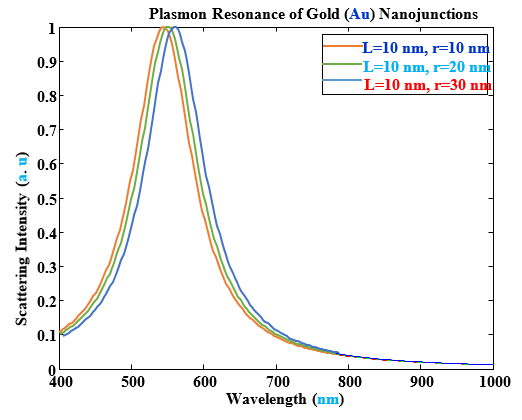 Plasmon Resonance of Gold (Au) Nanojunctions
L=10 nm, r=10 nm
L=10 nm, r=20 nm
L=10 nm, r=30 nm
Scattering Intensity (a. u)
1
0.9
0.8
0.7
0.6
0.5
0.4
0.3
0.2
0.1
0
400 500 600 700 800 900 1000
Wavelength (nm)